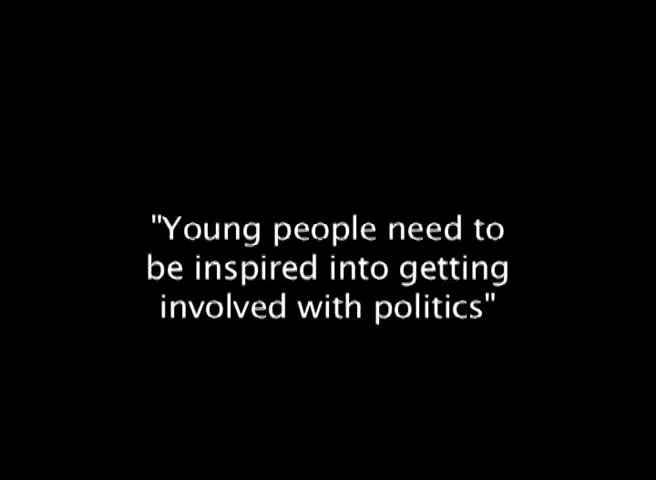 "Young people need to
be inspired into getting
involved with politics"